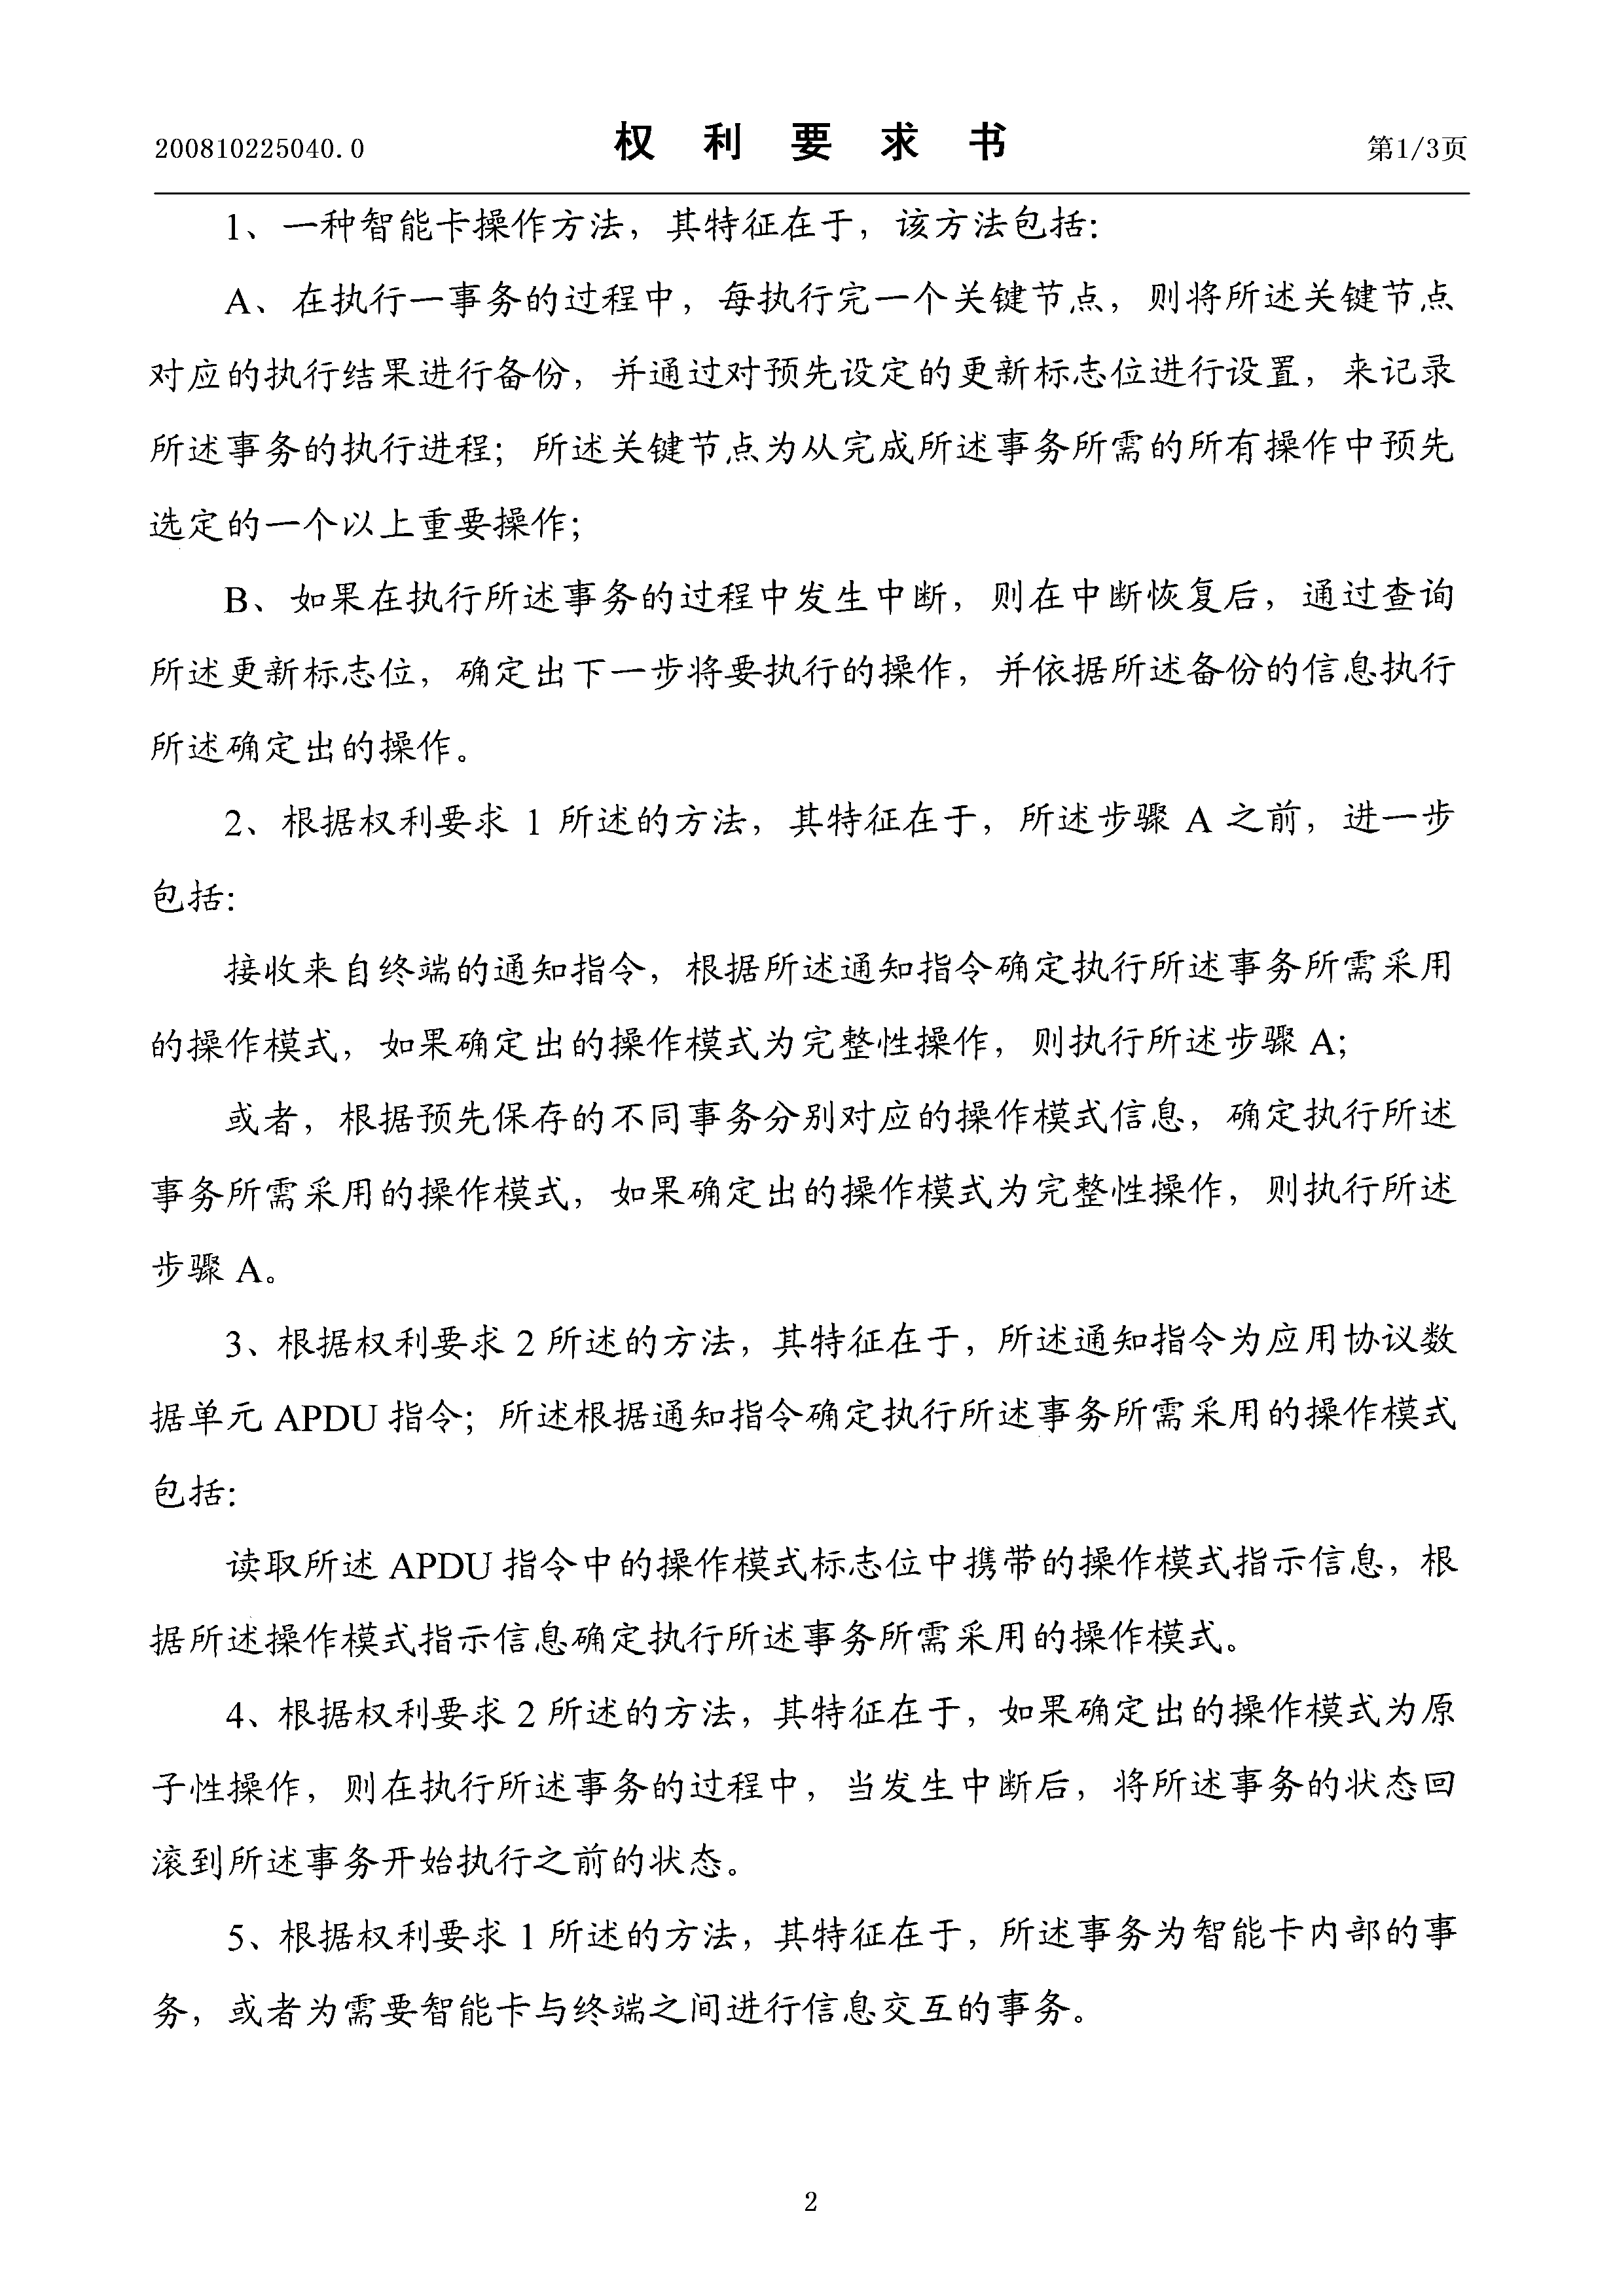 200810225040.0 权利要求书 第1/3页
1、一种智能卡操作方法，其特征在于，该方法包括：
A、在执行一事务的过程中，每执行完一个关键节点，则将所述关键节点
对应的执行结果进行备份，并通过对预先设定的更新标志位进行设置，来记录
所述事务的执行进程；所述关键节点为从完成所述事务所需的所有操作中预先
选定的一个以上重要操作；
B、如果在执行所述事务的过程中发生中断，则在中断恢复后，通过查询
所述更新标志位，确定出下一步将要执行的操作，并依据所述备份的信息执行
所述确定出的操作。
2、根据权利要求 1 所述的方法，其特征在于，所述步骤 A 之前，进一步
包括：
接收来自终端的通知指令，根据所述通知指令确定执行所述事务所需采用
的操作模式，如果确定出的操作模式为完整性操作，则执行所述步骤 A；
或者，根据预先保存的不同事务分别对应的操作模式信息，确定执行所述
事务所需采用的操作模式，如果确定出的操作模式为完整性操作，则执行所述
步骤 A。
3、根据权利要求 2 所述的方法，其特征在于，所述通知指令为应用协议数
据单元 APDU 指令；所述根据通知指令确定执行所述事务所需采用的操作模式
包括：
读取所述 APDU 指令中的操作模式标志位中携带的操作模式指示信息，根
据所述操作模式指示信息确定执行所述事务所需采用的操作模式。
4、根据权利要求 2 所述的方法，其特征在于，如果确定出的操作模式为原
子性操作，则在执行所述事务的过程中，当发生中断后，将所述事务的状态回
滚到所述事务开始执行之前的状态。
5、根据权利要求 1 所述的方法，其特征在于，所述事务为智能卡内部的事
务，或者为需要智能卡与终端之间进行信息交互的事务。
2